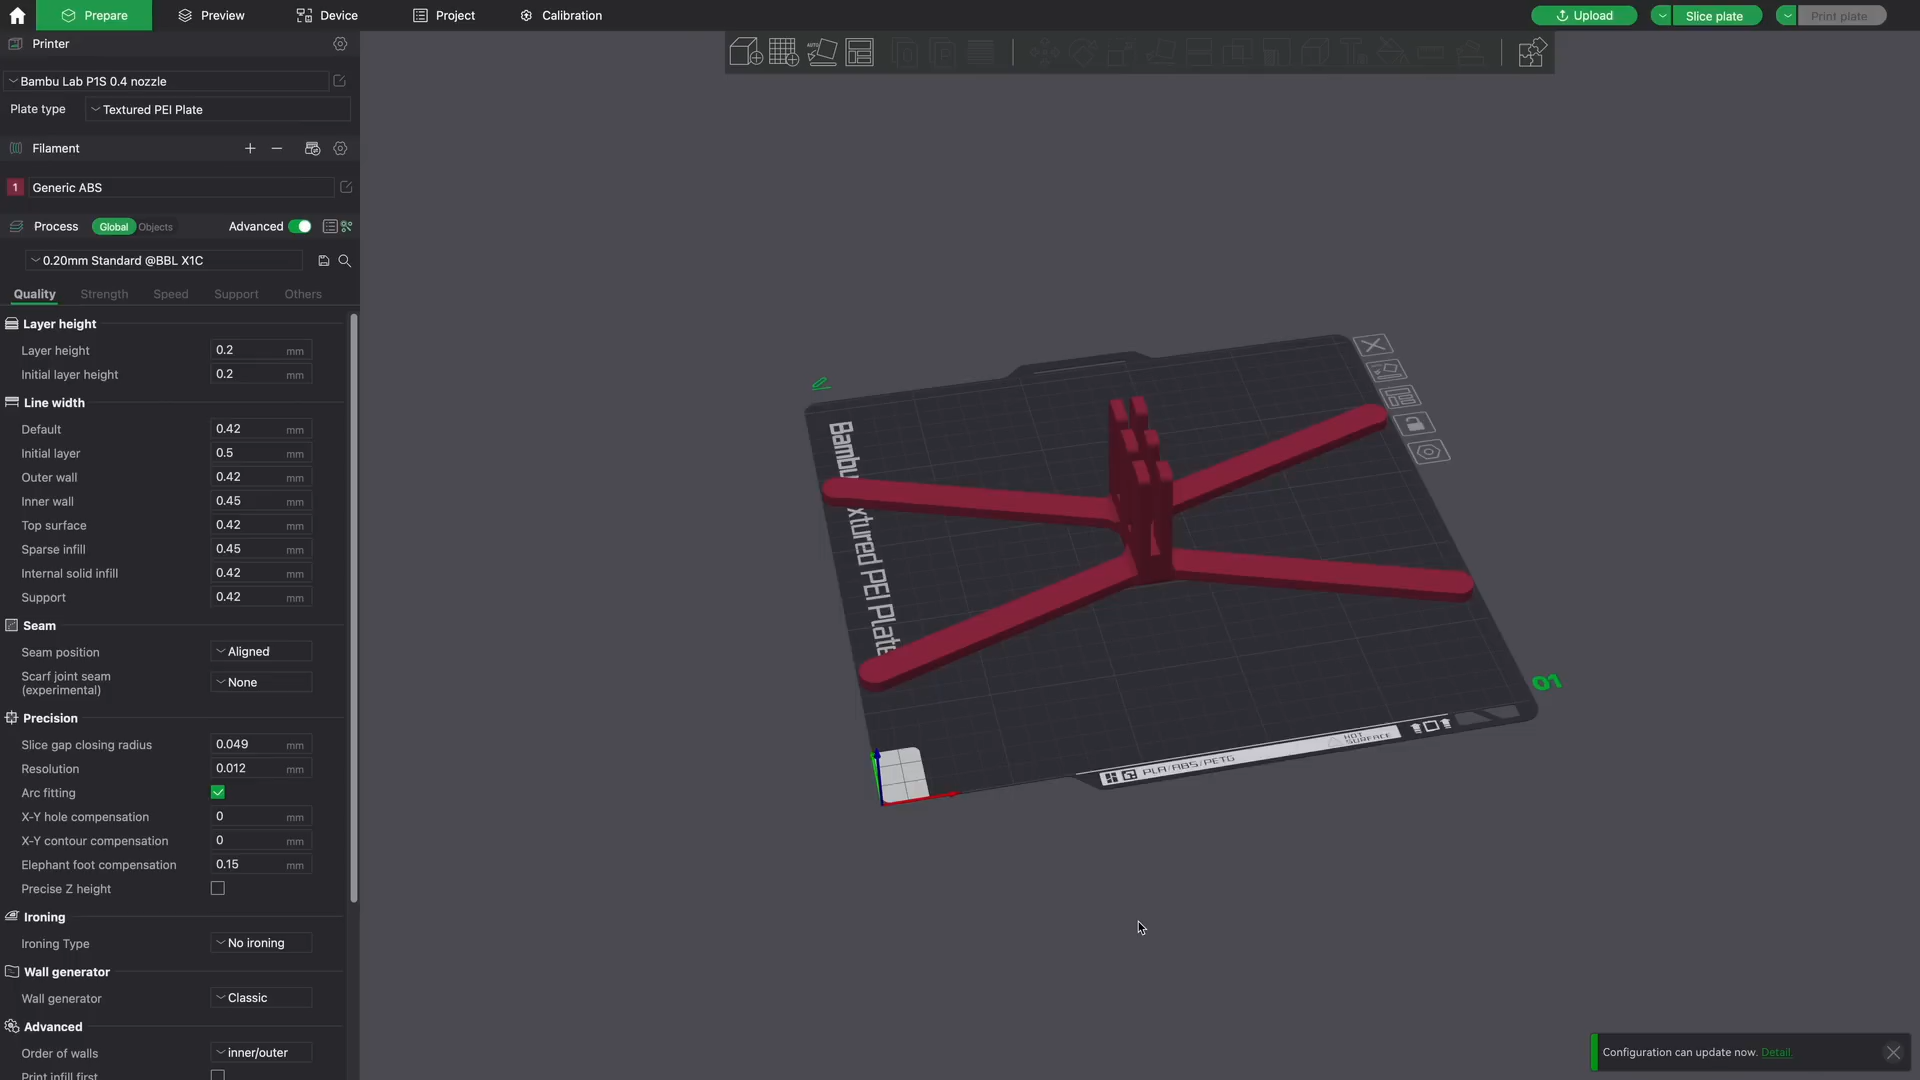 Prepare
Preview
Device
Project
Calibration
Upload
Slice plate
Print plate
Printer
Bambu Lab P1S 0.4 nozzle
Plate type
Textured PEI Plate
Filament
1
Generic ABS
Process
Global
Objects
Advanced
0.20mm Standard @BBL X1C
Quality
Strength
Speed
Support
Others
Layer height
Layer height 0.2 mm
Initial layer height 0.2 mm
Line width
Default 0.42 mm
Initial layer 0.5 mm
Outer wall 0.42 mm
Inner wall 0.45 mm
Top surface 0.42 mm
Sparse infill 0.45 mm
Internal solid infill 0.42 mm
Support 0.42 mm
Seam
Seam position Aligned
Scarf joint seam
(experimental)
None
Precision
Slice gap closing radius 0.049 mm
Resolution 0.012 mm
Arc fitting
X-Y hole compensation 0 mm
X-Y contour compensation 0 mm
Elephant foot compensation 0.15 mm
Precise Z height
Ironing
Ironing Type No ironing
Wall generator
Wall generator Classic
Advanced
Order of walls inner/outer
Print infill first
Bambu
xtured PEI Plate
01
HOT
SURFACE
PLA/ABS/PETG
Configuration can update now. Detail.